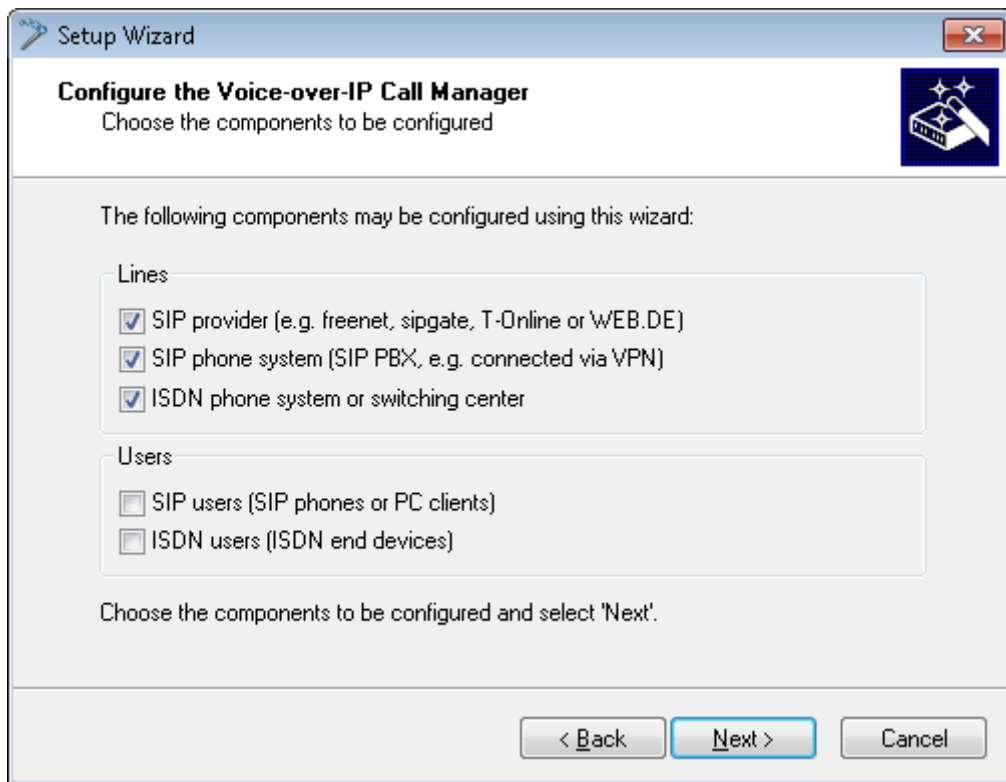 Setup Wizard
Configure the Voice-over-IP Call Manager
Choose the components to be configured
The following components may be configured using this wizard:
Lines
SIP provider (e.g. freenet, sipgate, T-Online or WEB.DE)
SIP phone system (SIP PBX, e.g. connected via VPN)
ISDN phone system or switching center
Users
SIP users (SIP phones or PC clients)
ISDN users (ISDN end devices)
Choose the components to be configured and select 'Next'.
< Back Next > Cancel